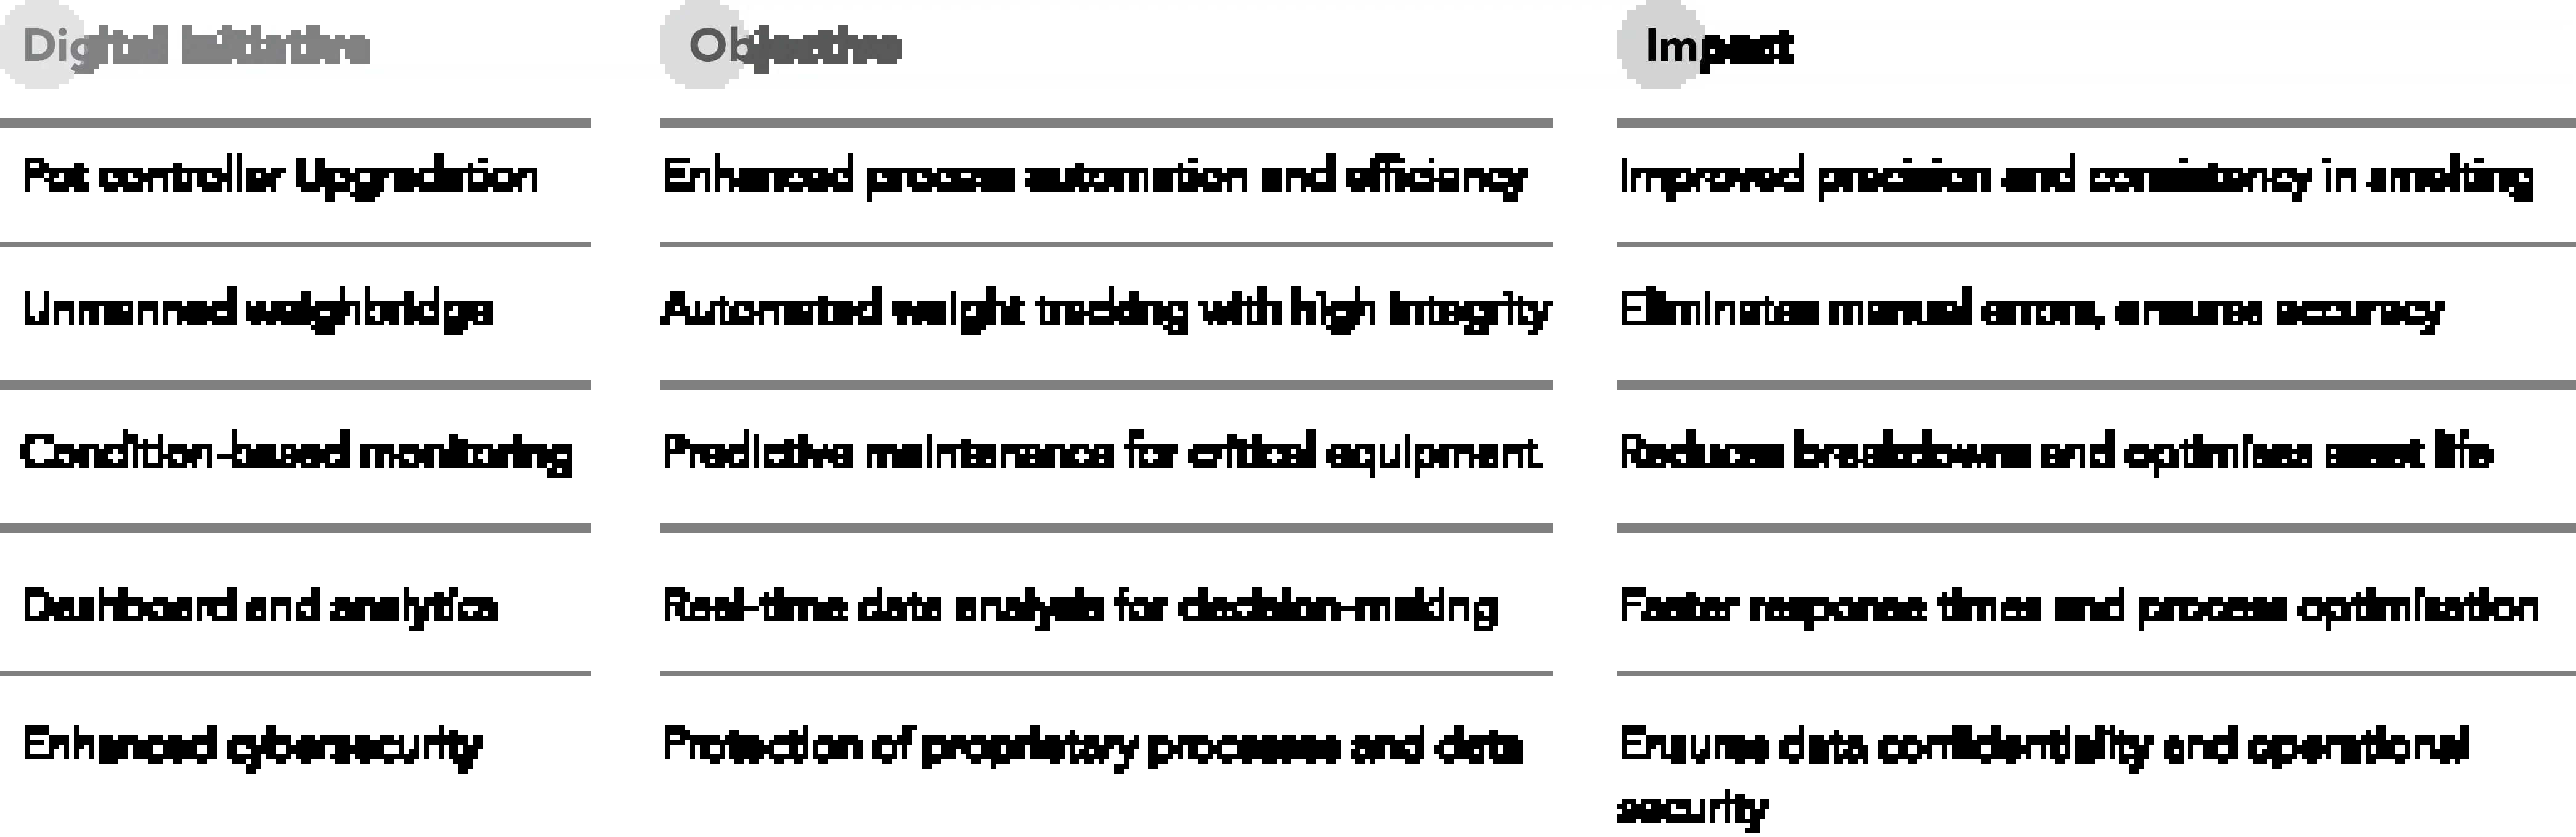 Digital Initiative Objective Impact
Pot controller Upgradation Enhanced process automation and efficiency Improved precision and consistency in smelting
Unmanned weighbridge Automated weight tracking with high integrity Eliminates manual errors, ensures accuracy
Condition-based monitoring Predictive maintenance for critical equipment Reduces breakdowns and optimises asset life
Dashboard and analytics Real-time data analysis for decision-making Faster response times and process optimisation
Enhanced cybersecurity Protection of proprietary processes and data Ensures data confidentiality and operational
security